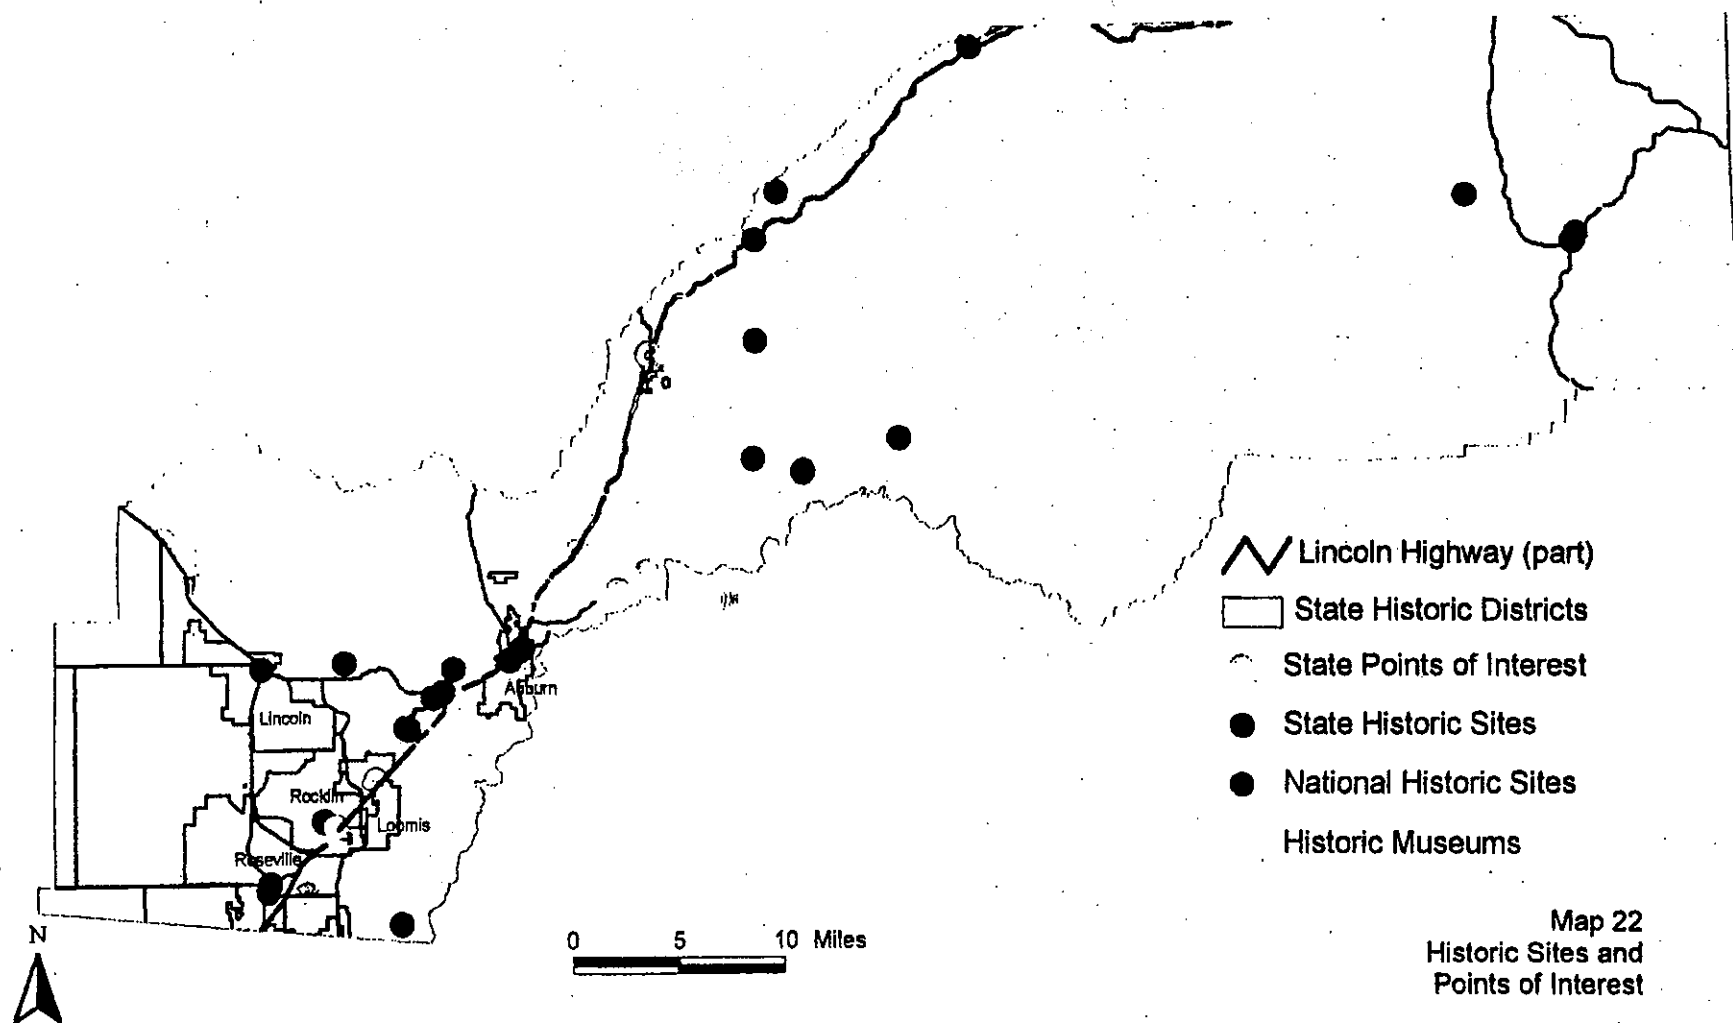 Lincoln Highway (part)
State Historic Districts
State Points of Interest
State Historic Sites
National Historic Sites
Historic Museums
Auburn
Lincoln
Rocklin
Loomis
Roseville
N
0 5 10 Miles
Map 22
Historic Sites and
Points of Interest